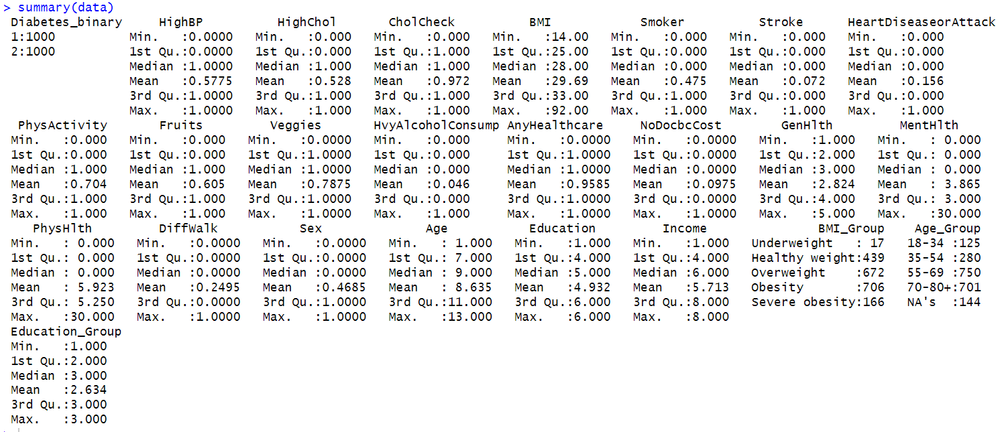 > summary(data)
Diabetes_binary HighBP HighChol CholCheck BMI Smoker Stroke HeartDiseaseorAttack
1:1000 Min. :0.0000 Min. :0.000 Min. :0.000 Min. :14.00 Min. :0.000 Min. :0.000 Min. :0.000
2:1000 1st Qu.:0.0000 1st Qu.:0.000 1st Qu.:1.000 1st Qu.:25.00 1st Qu.:0.000 1st Qu.:0.000 1st Qu.:0.000
Median :1.0000 Median :1.000 Median :1.000 Median :28.00 Median :0.000 Median :0.000 Median :0.000
Mean :0.5775 Mean :0.528 Mean :0.972 Mean :29.69 Mean :0.475 Mean :0.072 Mean :0.156
3rd Qu.:1.0000 3rd Qu.:1.000 3rd Qu.:1.000 3rd Qu.:33.00 3rd Qu.:1.000 3rd Qu.:0.000 3rd Qu.:0.000
Max. :1.0000 Max. :1.000 Max. :1.000 Max. :92.00 Max. :1.000 Max. :1.000 Max. :1.000
PhysActivity Fruits Veggies HvyAlcoholConsump AnyHealthcare NoDocbcCost GenHlth MentHlth
Min. :0.000 Min. :0.000 Min. :0.0000 Min. :0.000 Min. :0.0000 Min. :0.0000 Min. :1.000 Min. : 0.000
1st Qu.:0.000 1st Qu.:0.000 1st Qu.:1.0000 1st Qu.:0.000 1st Qu.:1.0000 1st Qu.:0.0000 1st Qu.:2.000 1st Qu.: 0.000
Median :1.000 Median :1.000 Median :1.0000 Median :0.000 Median :1.0000 Median :0.0000 Median :3.000 Median : 0.000
Mean :0.704 Mean :0.605 Mean :0.7875 Mean :0.046 Mean :0.9585 Mean :0.0975 Mean :2.824 Mean : 3.865
3rd Qu.:1.000 3rd Qu.:1.000 3rd Qu.:1.0000 3rd Qu.:0.000 3rd Qu.:1.0000 3rd Qu.:0.0000 3rd Qu.:4.000 3rd Qu.: 3.000
Max. :1.000 Max. :1.000 Max. :1.0000 Max. :1.000 Max. :1.0000 Max. :1.0000 Max. :5.000 Max. :30.000
PhysHlth DiffWalk Sex Age Education Income BMI_Group Age_Group
Min. : 0.000 Min. :0.0000 Min. :0.0000 Min. : 1.000 Min. :1.000 Min. :1.000 Underweight : 17 18-34 :125
1st Qu.: 0.000 1st Qu.:0.0000 1st Qu.:0.0000 1st Qu.: 7.000 1st Qu.:4.000 1st Qu.:4.000 Healthy weight:439 35-54 :280
Median : 0.000 Median :0.0000 Median :0.0000 Median : 9.000 Median :5.000 Median :6.000 Overweight :672 55-69 :750
Mean : 5.923 Mean :0.2495 Mean :0.4685 Mean : 8.635 Mean :4.932 Mean :5.713 Obesity :706 70-80+:701
3rd Qu.: 5.250 3rd Qu.:0.0000 3rd Qu.:1.0000 3rd Qu.:11.000 3rd Qu.:6.000 3rd Qu.:8.000 Severe obesity:166 NA's :144
Max. :30.000 Max. :1.0000 Max. :1.0000 Max. :13.000 Max. :6.000 Max. :8.000
Education_Group
Min. :1.000
1st Qu.:2.000
Median :3.000
Mean :2.634
3rd Qu.:3.000
Max. :3.000